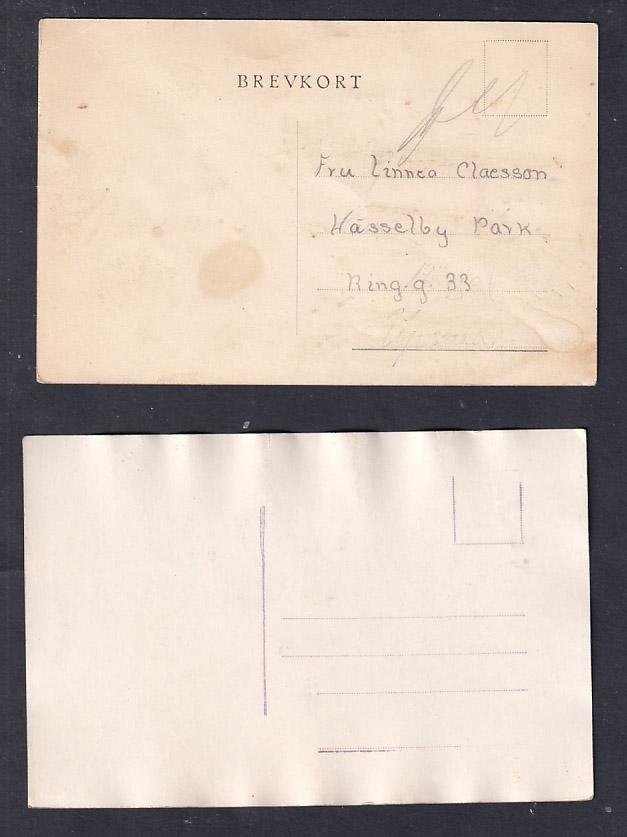 BREVKORT
Fru Linnea Claesson
Hässelby Park
Ring.g. 33